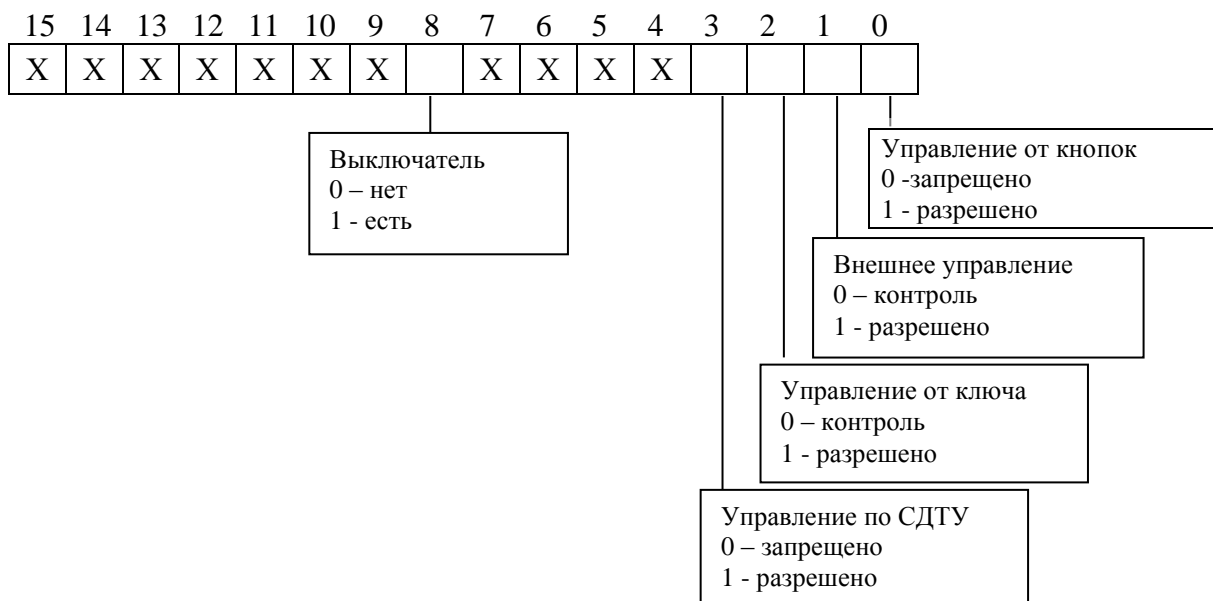 15 14 13 12 11 10 9 8 7 6 5 4 3 2 1 0
X X X X X X X X X X X
Выключатель
0 – нет
1 - есть
Управление от кнопок
0 -запрещено
1 - разрешено
Внешнее управление
0 – контроль
1 - разрешено
Управление от ключа
0 – контроль
1 - разрешено
Управление по СДТУ
0 – запрещено
1 - разрешено